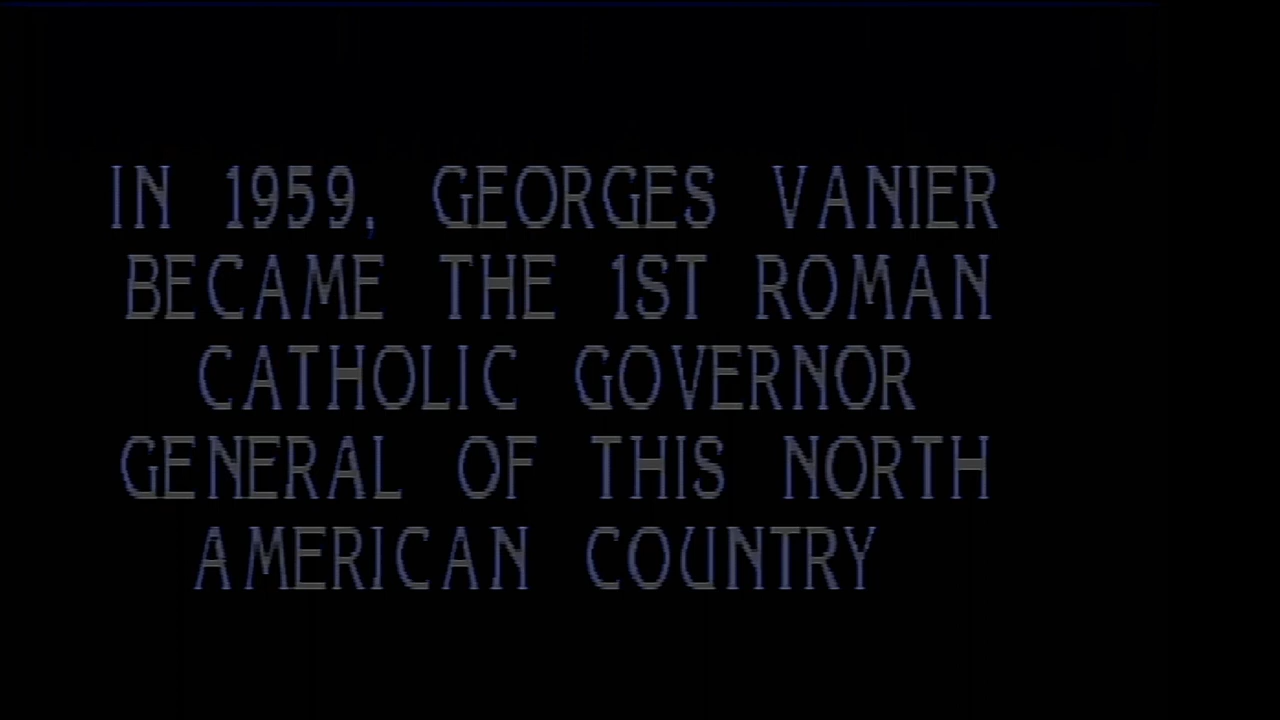 IN 1959, GEORGES VANIER
BECAME THE 1ST ROMAN
CATHOLIC GOVERNOR
GENERAL OF THIS NORTH
AMERICAN COUNTRY